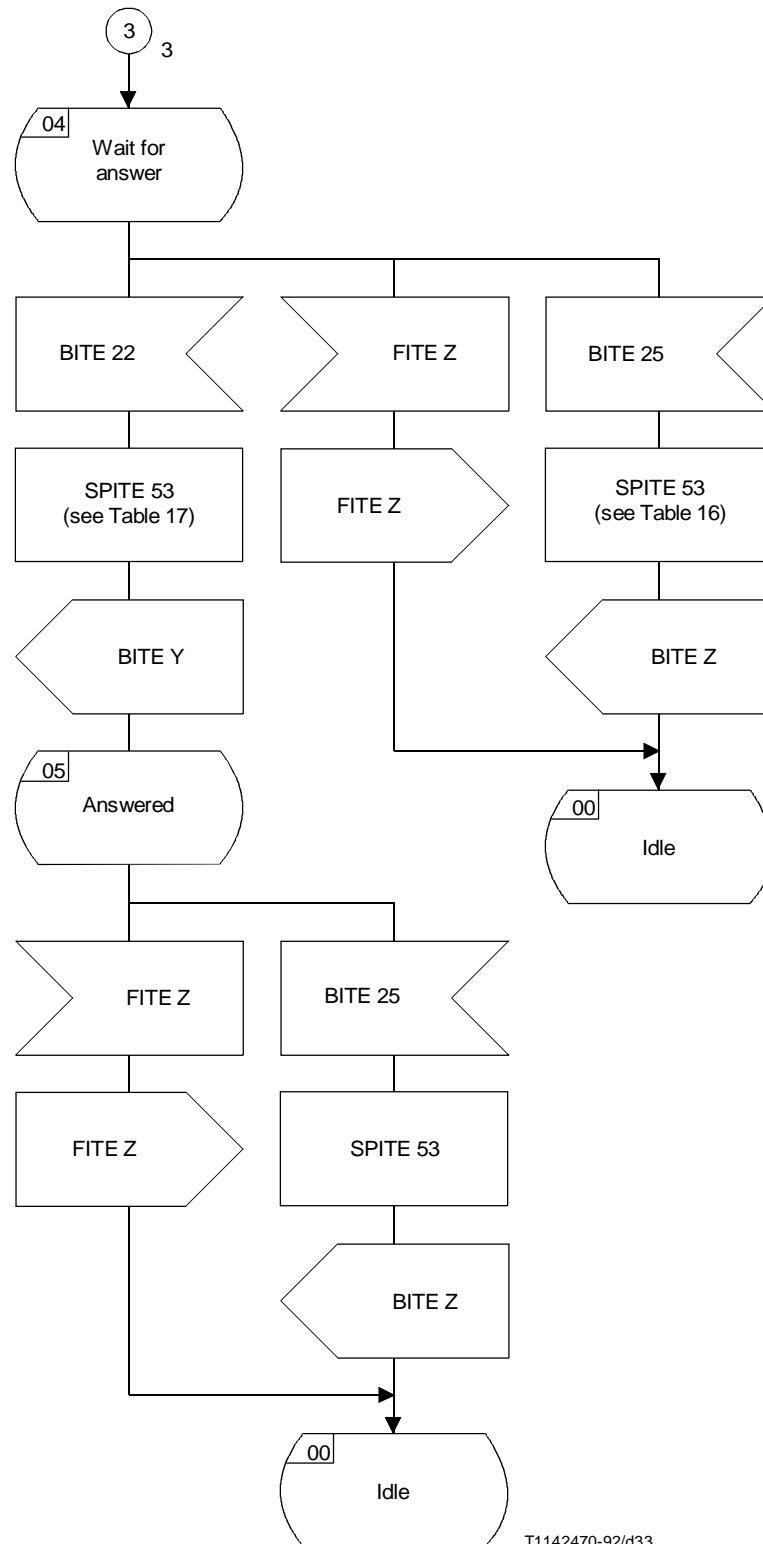 3
3
04
Wait for
answer
BITE 22
FITE Z
BITE 25
SPITE 53
(see Table 17)
FITE Z
SPITE 53
(see Table 16)
BITE Y
BITE Z
05
Answered
00
Idle
FITE Z
BITE 25
FITE Z
SPITE 53
BITE Z
00
Idle
T1142470-92/d33